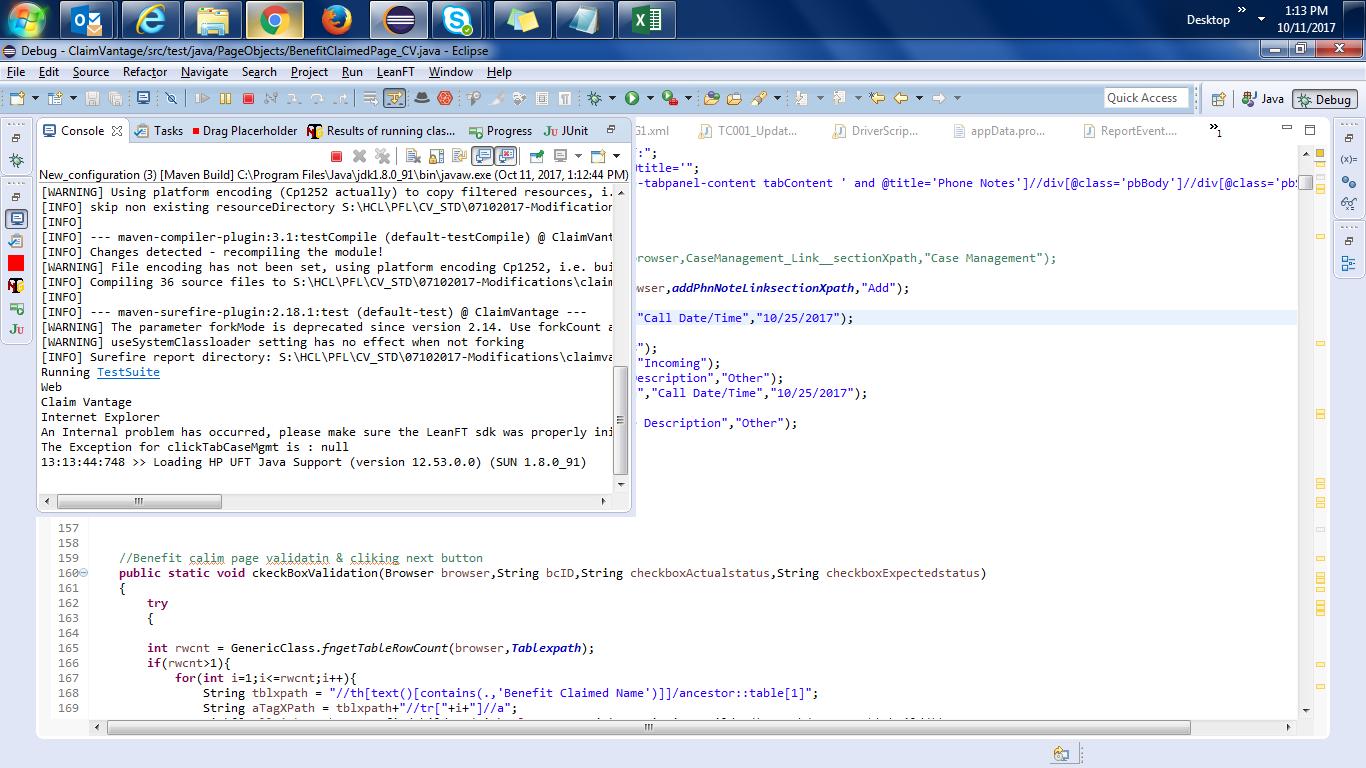 Desktop
»
1:13 PM
10/11/2017
Debug - ClaimVantage/src/test/java/PageObjects/BenefitClaimedPage_CV.java - Eclipse
File Edit Source Refactor Navigate Search Project Run LeanFT Window Help
Quick Access
Java
Debug
Console
Tasks
Drag Placeholder
Results of running clas...
Progress
JUnit
G1.xml
TC001_Updat...
DriverScrip...
appData.pro...
ReportEvent....
»1
New_configuration (3) [Maven Build] C:\Program Files\Java\jdk1.8.0_91\bin\javaw.exe (Oct 11, 2017, 1:12:44 PM)
[WARNING] Using platform encoding (Cp1252 actually) to copy filtered resources, i.
[INFO] skip non existing resourceDirectory S:\HCL\PFL\CV_STD\07102017-Modification
[INFO]
[INFO] --- maven-compiler-plugin:3.1:testCompile (default-testCompile) @ ClaimVant
[INFO] Changes detected - recompiling the module!
[WARNING] File encoding has not been set, using platform encoding Cp1252, i.e. bui
[INFO] Compiling 36 source files to S:\HCL\PFL\CV_STD\07102017-Modifications\claim
[INFO]
[INFO] --- maven-surefire-plugin:2.18.1:test (default-test) @ ClaimVantage ---
[WARNING] The parameter forkMode is deprecated since version 2.14. Use forkCount a
[WARNING] useSystemClassloader setting has no effect when not forking
[INFO] Surefire report directory: S:\HCL\PFL\CV_STD\07102017-Modifications\claimva
Running TestSuite
Web
Claim Vantage
Internet Explorer
An Internal problem has occurred, please make sure the LeanFT sdk was properly ini
The Exception for clickTabCaseMgmt is : null
13:13:44:748 >> Loading HP UFT Java Support (version 12.53.0.0) (SUN 1.8.0_91)
:";
title='";
-tabpanel-content tabContent ' and @title='Phone Notes']//div[@class='pbBody']//div[@class='pbS
browser,CaseManagement_Link__sectionXpath,"Case Management");
wser,addPhnNoteLinksectionXpath,"Add");
"Call Date/Time","10/25/2017");
");
"Incoming");
escription","Other");
","Call Date/Time","10/25/2017");
Description","Other");
157
158
159 //Benefit calim page validatin & cliking next button
160 public static void ckeckBoxValidation(Browser browser,String bcID,String checkboxActualstatus,String checkboxExpectedstatus)
161 {
162 try
163 {
164
165 int rwcnt = GenericClass.fngetTableRowCount(browser,Tablexpath);
166 if(rwcnt>1){
167 for(int i=1;i<=rwcnt;i++){
168 String tblxpath = "//th[text()[contains(.,'Benefit Claimed Name')]]/ancestor::table[1]";
169 String aTagXPath = tblxpath+"//tr["+i+"]//a";